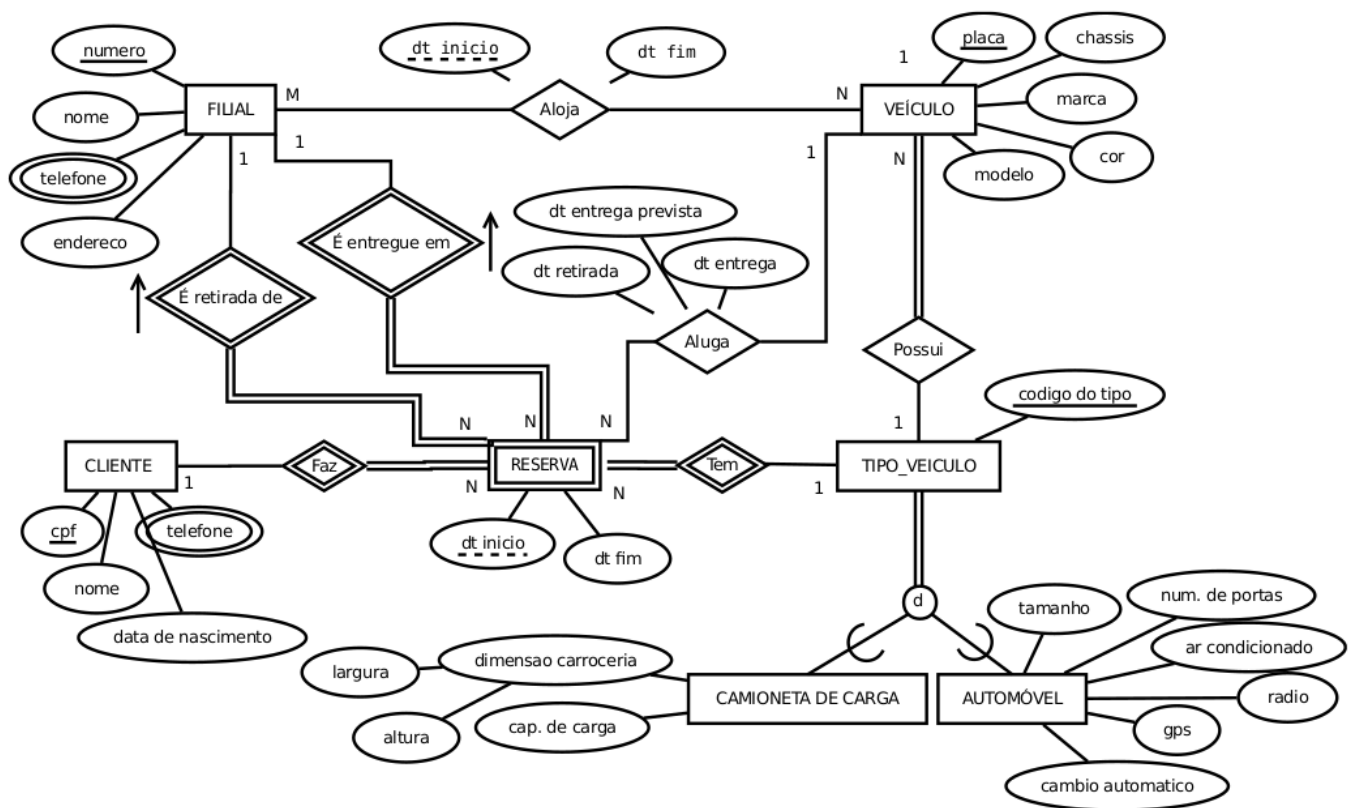 numero
dt inicio
dt fim
placa
chassis
1
nome
FILIAL
M
Aloja
N
VEÍCULO
marca
telefone
1
1
1
N
modelo
cor
endereco
É entregue em
dt entrega prevista
dt retirada
dt entrega
É retirada de
Aluga
Possui
codigo do tipo
N
N
N
1
CLIENTE
1
Faz
N
RESERVA
N
Tem
1
TIPO_VEICULO
cpf
telefone
dt inicio
dt fim
nome
data de nascimento
d
tamanho
num. de portas
ar condicionado
largura
dimensao carroceria
CAMIONETA DE CARGA
AUTOMÓVEL
radio
altura
cap. de carga
gps
cambio automatico